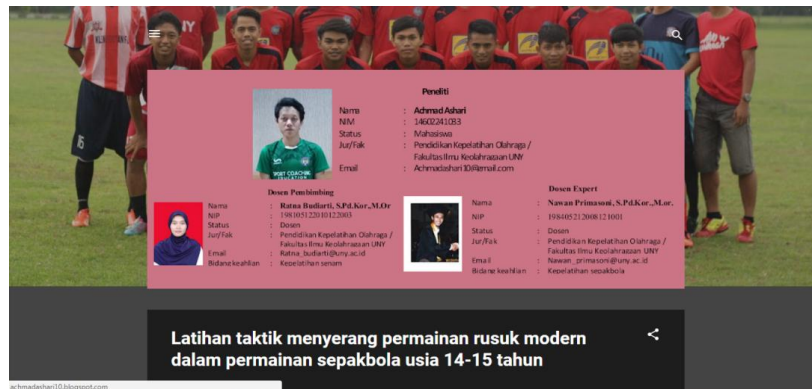 Peneliti
Nama : Achmad Ashari
NIM : 14602241083
Status : Mahasiswa
Jur/Fak : Pendidikan Kepelatihan Olahraga /
Fakultas Ilmu Keolahragaan UNY
Email : Achmadashari10@gmail.com
SPORT COACHING
EDUCATION
Dosen Pembimbing
Nama : Ratna Budiarti, S.Pd.Kor.,M.Or
NIP : 198105122010122003
Status : Dosen
Jur/Fak : Pendidikan Kepelatihan Olahraga /
Fakultas Ilmu Keolahragaan UNY
Email : Ratna_budiarti@uny.ac.id
Bidang keahlian : Kepelatihan senam
Dosen Expert
Nama : Nawan Primasoni, S.Pd.Kor.,M.or.
NIP : 198405212008121001
Status : Dosen
Jur/Fak : Pendidikan Kepelatihan Olahraga /
Fakultas Ilmu Keolahragaan UNY
Email : Nawan_primasoni@uny.ac.id
Bidang keahlian : Kepelatihan sepakbola
Latihan taktik menyerang permainan rusuk modern
dalam permainan sepakbola usia 14-15 tahun
achmadashari10.blogspot.com